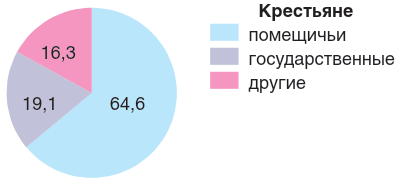 Крестьяне
помещичьи
государственные
другие
16,3
19,1
64,6